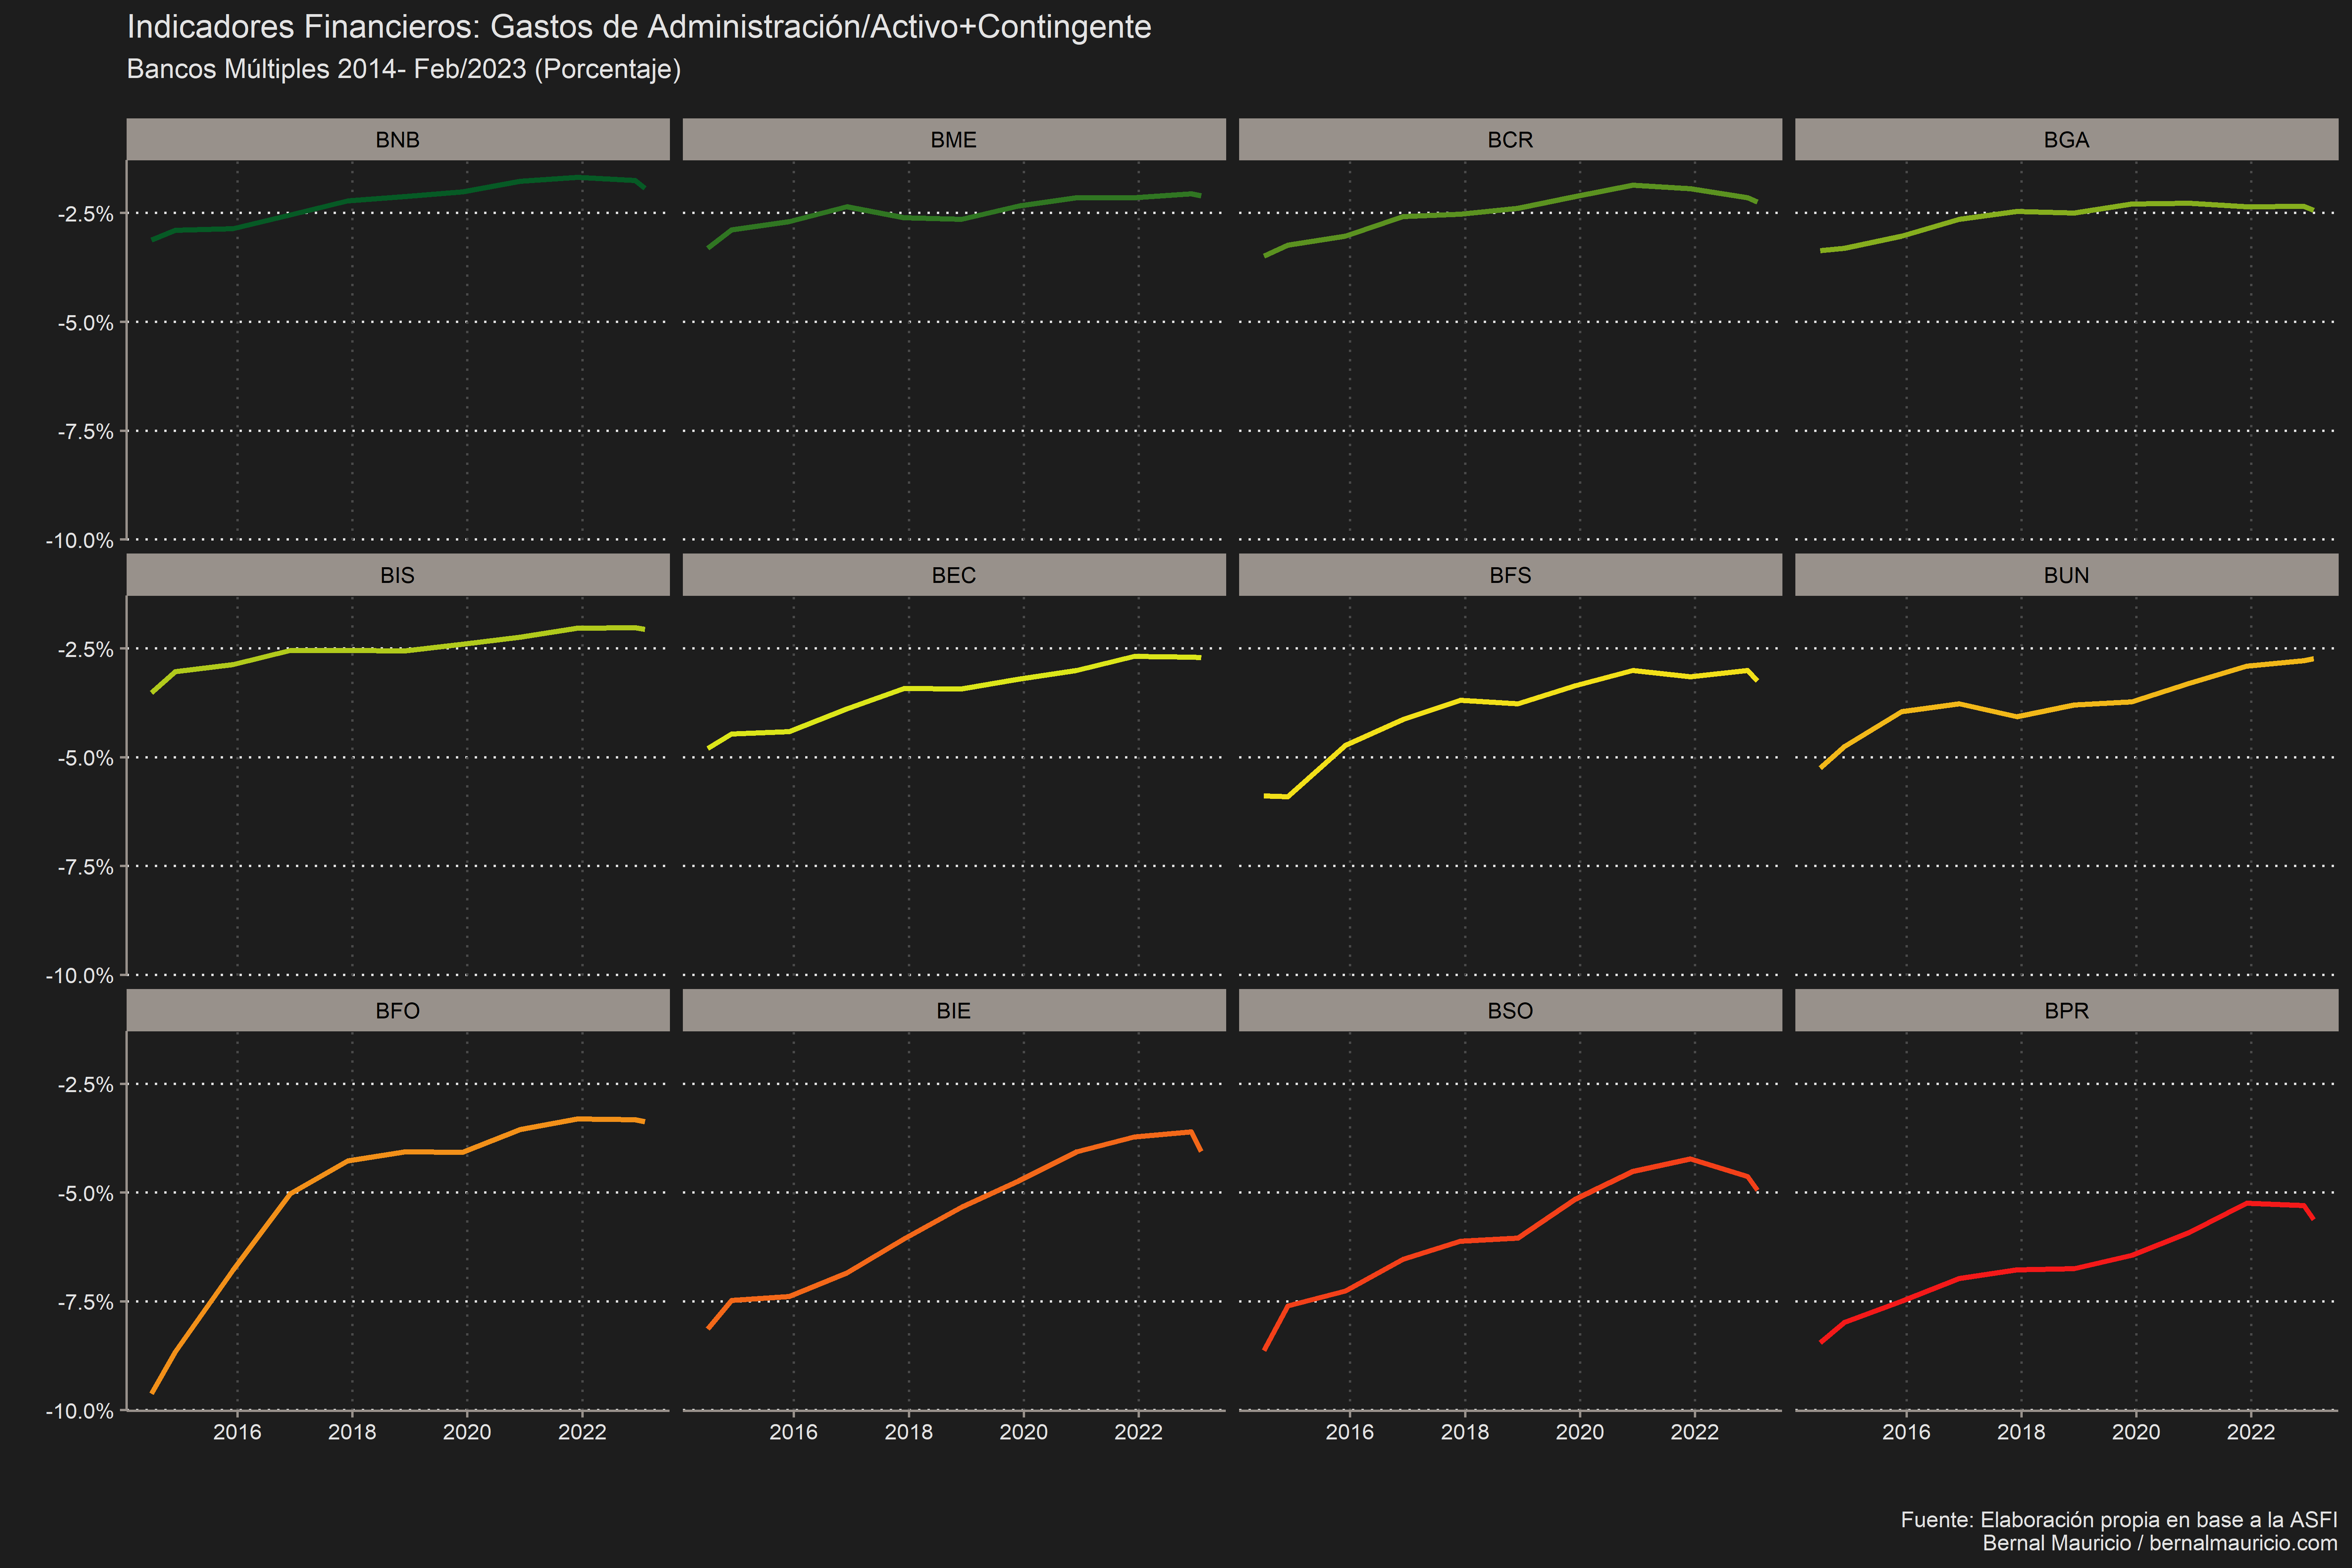 Indicadores Financieros: Gastos de Administración/Activo+Contingente
Bancos Múltiples 2014- Feb/2023 (Porcentaje)
BNB BME BCR BGA
-2.5%
-5.0%
-7.5%
-10.0%
BIS BEC BFS BUN
-2.5%
-5.0%
-7.5%
-10.0%
BFO BIE BSO BPR
-2.5%
-5.0%
-7.5%
-10.0%
2016 2018 2020 2022 2016 2018 2020 2022 2016 2018 2020 2022 2016 2018 2020 2022
Fuente: Elaboración propia en base a la ASFI
Bernal Mauricio / bernalmauricio.com